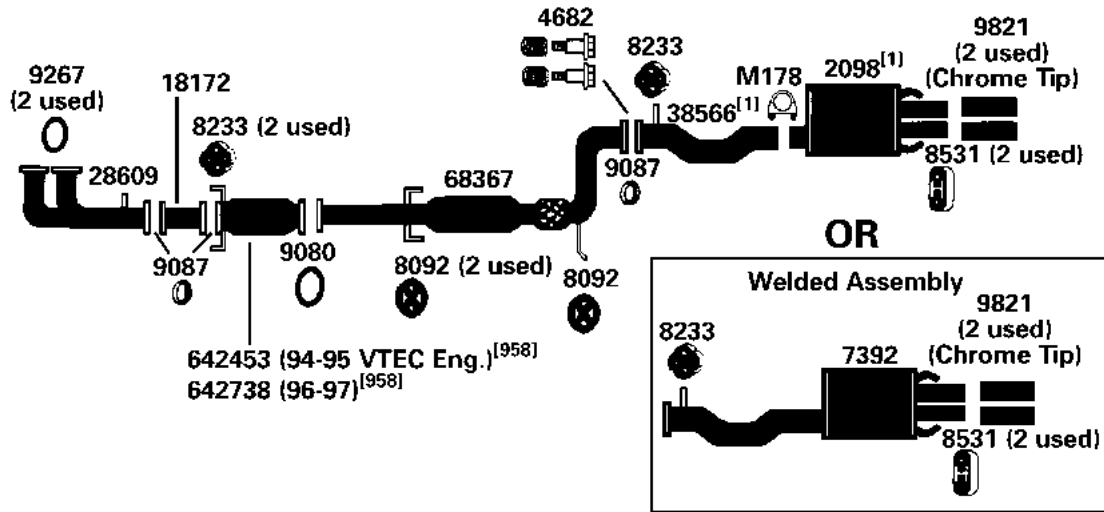 4682
9821
(2 used)
(Chrome Tip)
8233
9267
(2 used)
18172
2098[1]
M178
38566[1]
8233 (2 used)
9087
8531 (2 used)
28609
68367
OR
9087
9080
8092 (2 used)
8092
642453 (94-95 VTEC Eng.)[958]
642738 (96-97)[958]
Welded Assembly
9821
(2 used)
(Chrome Tip)
8233
7392
8531 (2 used)